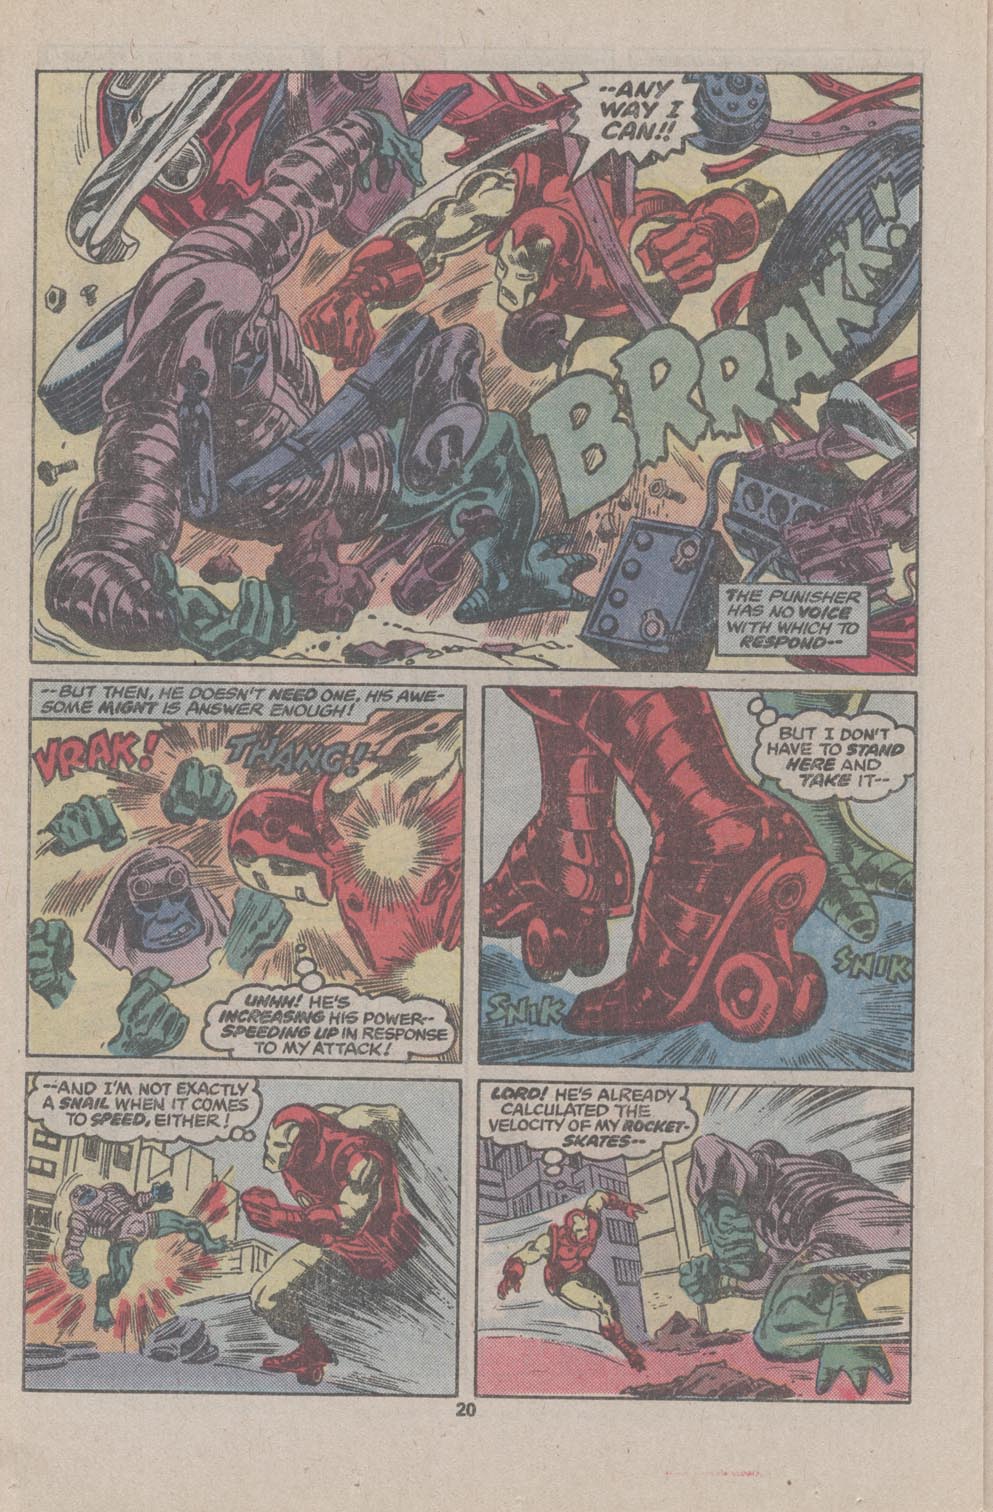 --ANY
WAY I
CAN!!
BRRAKK!
THE PUNISHER
HAS NO VOICE
WITH WHICH TO
RESPOND--
--BUT THEN, HE DOESN'T NEED ONE, HIS AWE-
SOME MIGHT IS ANSWER ENOUGH!
VRAK!
THANG!
UNHH! HE'S
INCREASING HIS POWER--
SPEEDING UP IN RESPONSE
TO MY ATTACK!
BUT I DON'T
HAVE TO STAND
HERE AND
TAKE IT--
SNIK
SNIK
--AND I'M NOT EXACTLY
A SNAIL WHEN IT COMES
TO SPEED, EITHER!
LORD! HE'S ALREADY
CALCULATED THE
VELOCITY OF MY ROCKET-
SKATES--
20